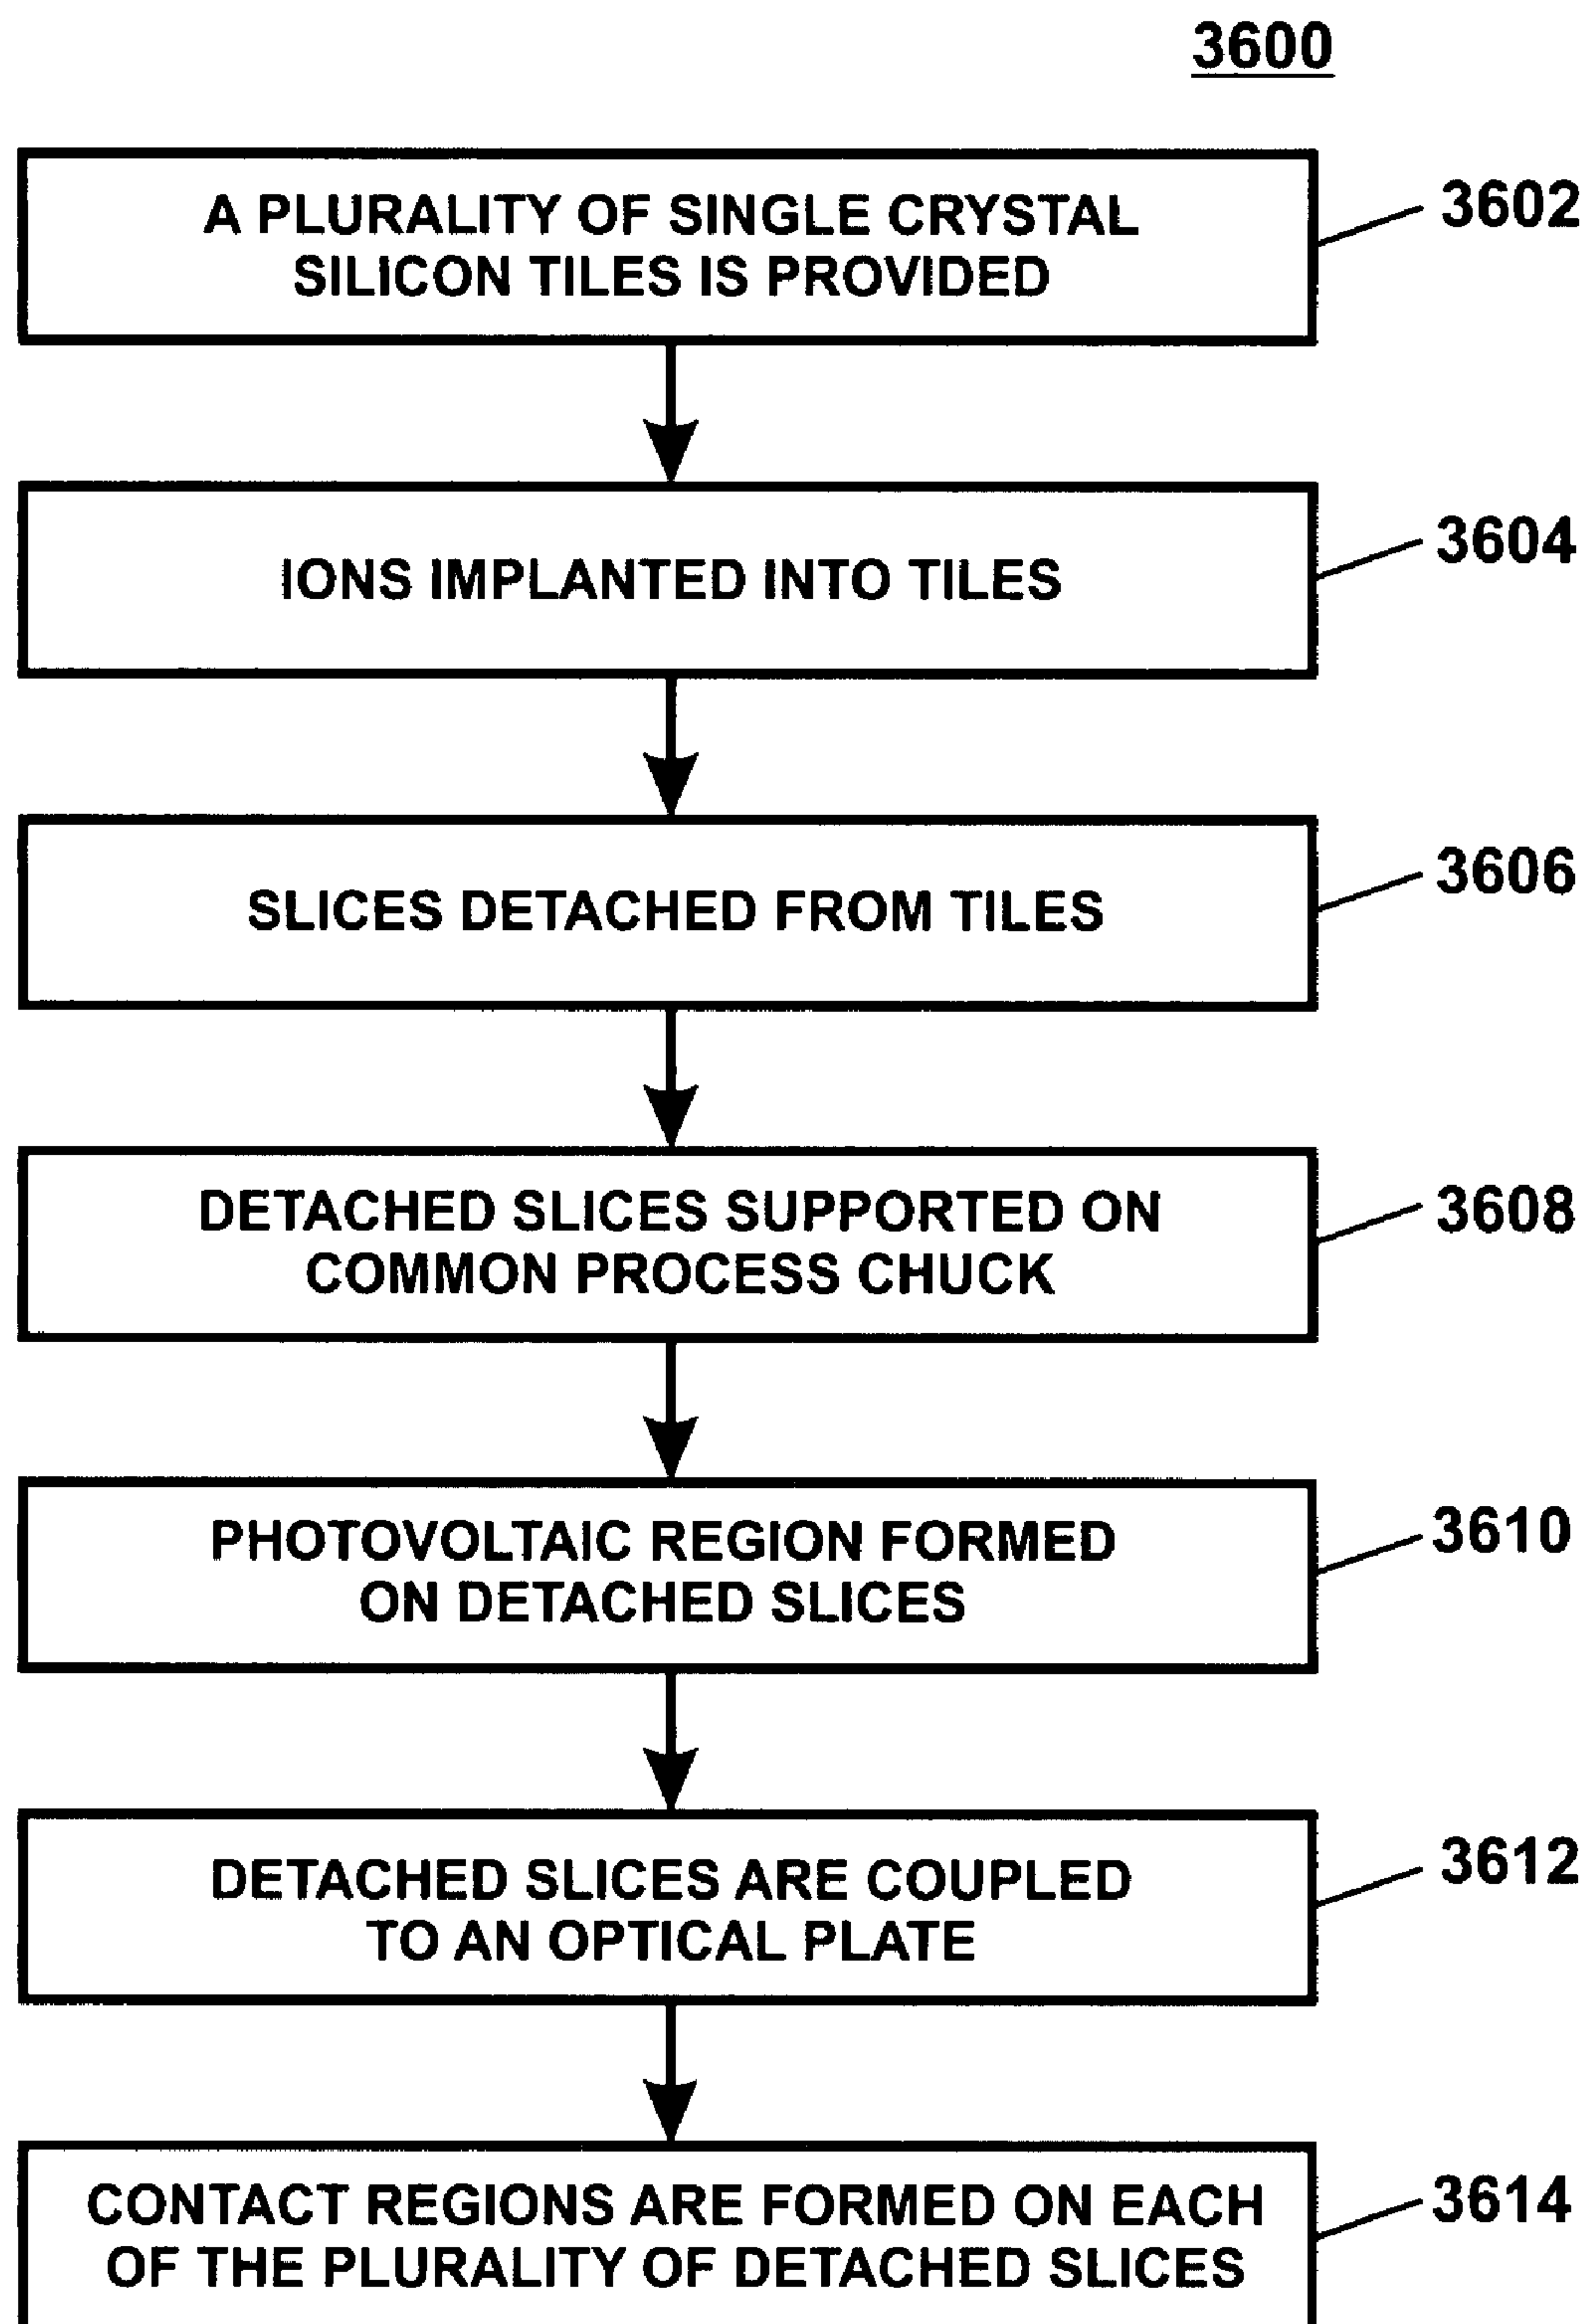 3600
A PLURALITY OF SINGLE CRYSTAL
SILICON TILES IS PROVIDED
3602
IONS IMPLANTED INTO TILES
3604
SLICES DETACHED FROM TILES
3606
DETACHED SLICES SUPPORTED ON
COMMON PROCESS CHUCK
3608
PHOTOVOLTAIC REGION FORMED
ON DETACHED SLICES
3610
DETACHED SLICES ARE COUPLED
TO AN OPTICAL PLATE
3612
CONTACT REGIONS ARE FORMED ON EACH
OF THE PLURALITY OF DETACHED SLICES
3614